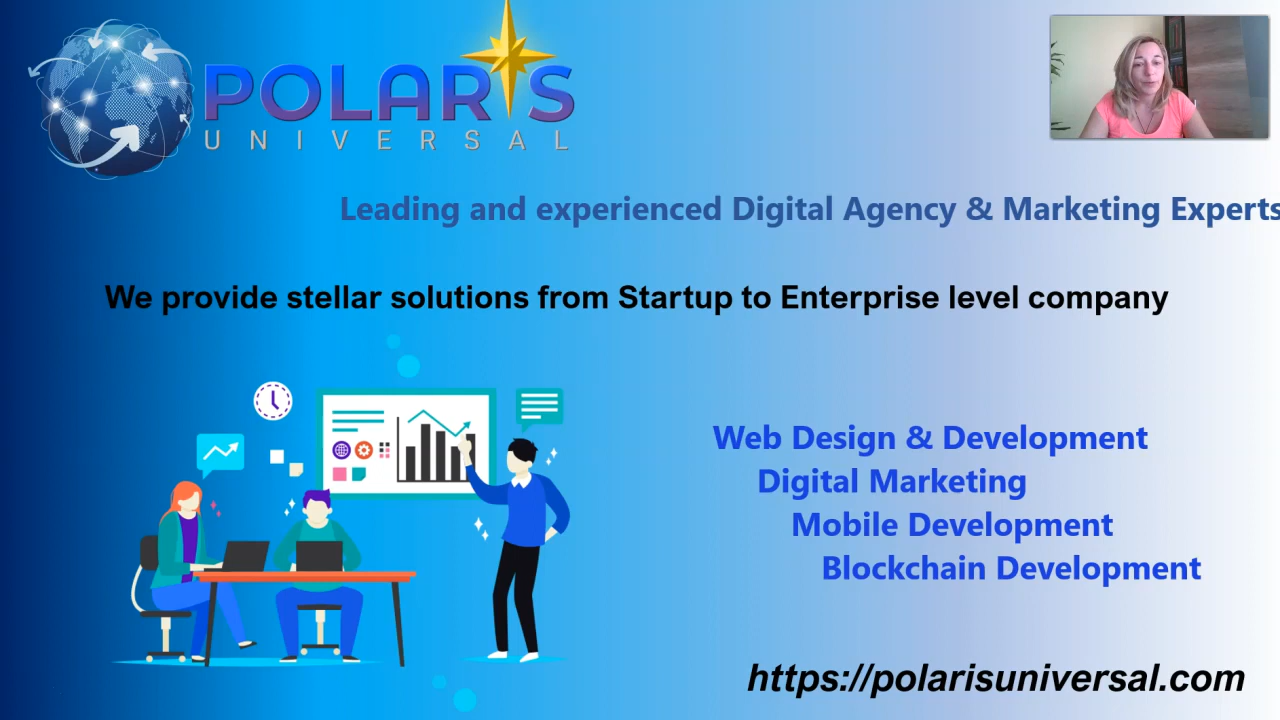 POLARIS
UNIVERSAL
Leading and experienced Digital Agency & Marketing Experts
We provide stellar solutions from Startup to Enterprise level company
Web Design & Development
Digital Marketing
Mobile Development
Blockchain Development
https://polarisuniversal.com